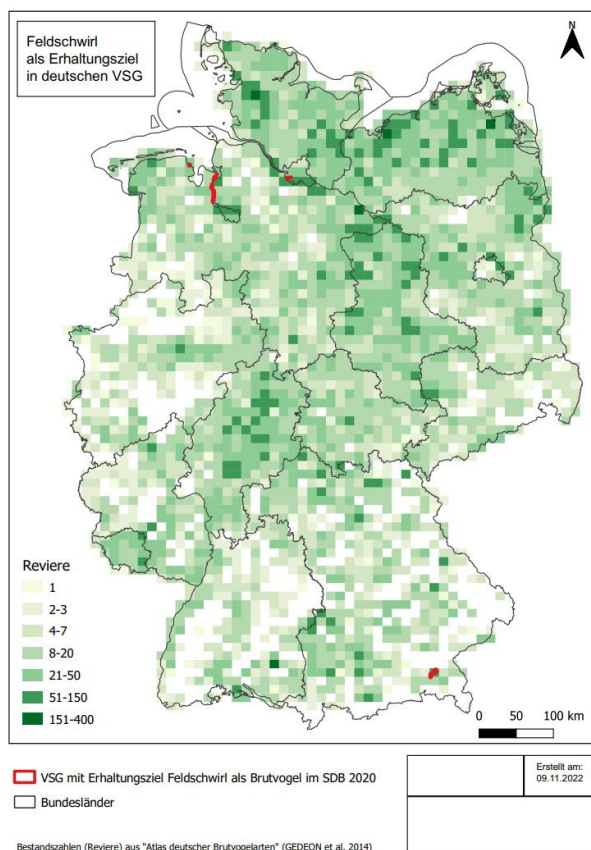 Feldschwirl
als Erhaltungsziel
in deutschen VSG
N
Reviere
1
2-3
4-7
8-20
21-50
51-150
151-400
0 50 100 km
VSG mit Erhaltungsziel Feldschwirl als Brutvogel im SDB 2020
Bundesländer
Erstellt am:
09.11.2022
Bestandszahlen (Reviere) aus "Atlas deutscher Brutvogelarten" (GEDEON et al. 2014)